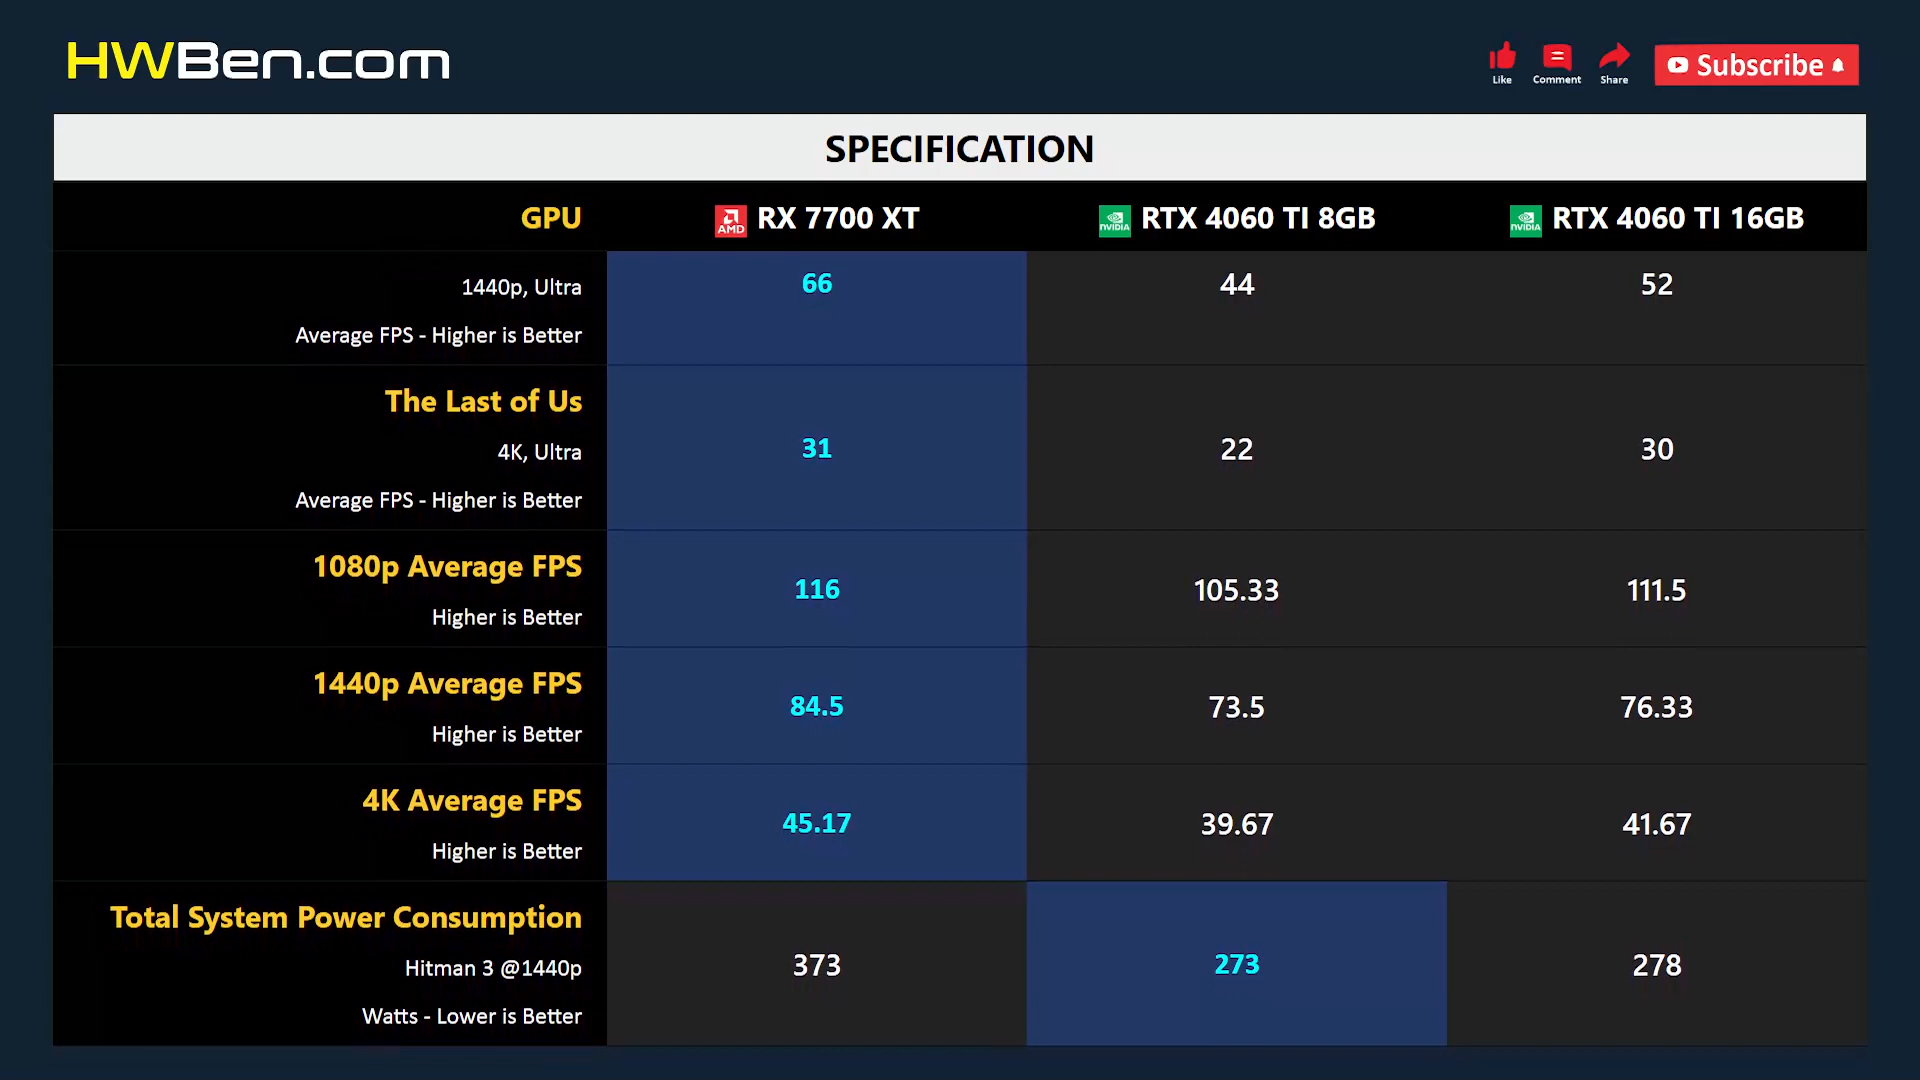 HWBen.com
Like Comment Share Subscribe
SPECIFICATION
GPU AMD RX 7700 XT NVIDIA RTX 4060 TI 8GB NVIDIA RTX 4060 TI 16GB
1440p, Ultra 66 44 52
Average FPS - Higher is Better
The Last of Us
4K, Ultra 31 22 30
Average FPS - Higher is Better
1080p Average FPS 116 105.33 111.5
Higher is Better
1440p Average FPS 84.5 73.5 76.33
Higher is Better
4K Average FPS 45.17 39.67 41.67
Higher is Better
Total System Power Consumption
Hitman 3 @1440p 373 273 278
Watts - Lower is Better